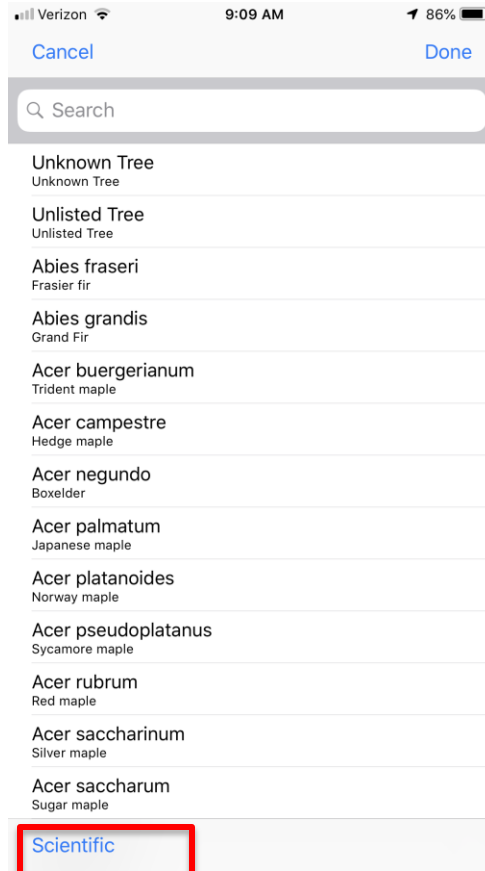 Verizon 9:09 AM 86%
Cancel Done
Search
Unknown Tree
Unknown Tree
Unlisted Tree
Unlisted Tree
Abies fraseri
Frasier fir
Abies grandis
Grand Fir
Acer buergerianum
Trident maple
Acer campestre
Hedge maple
Acer negundo
Boxelder
Acer palmatum
Japanese maple
Acer platanoides
Norway maple
Acer pseudoplatanus
Sycamore maple
Acer rubrum
Red maple
Acer saccharinum
Silver maple
Acer saccharum
Sugar maple
Scientific